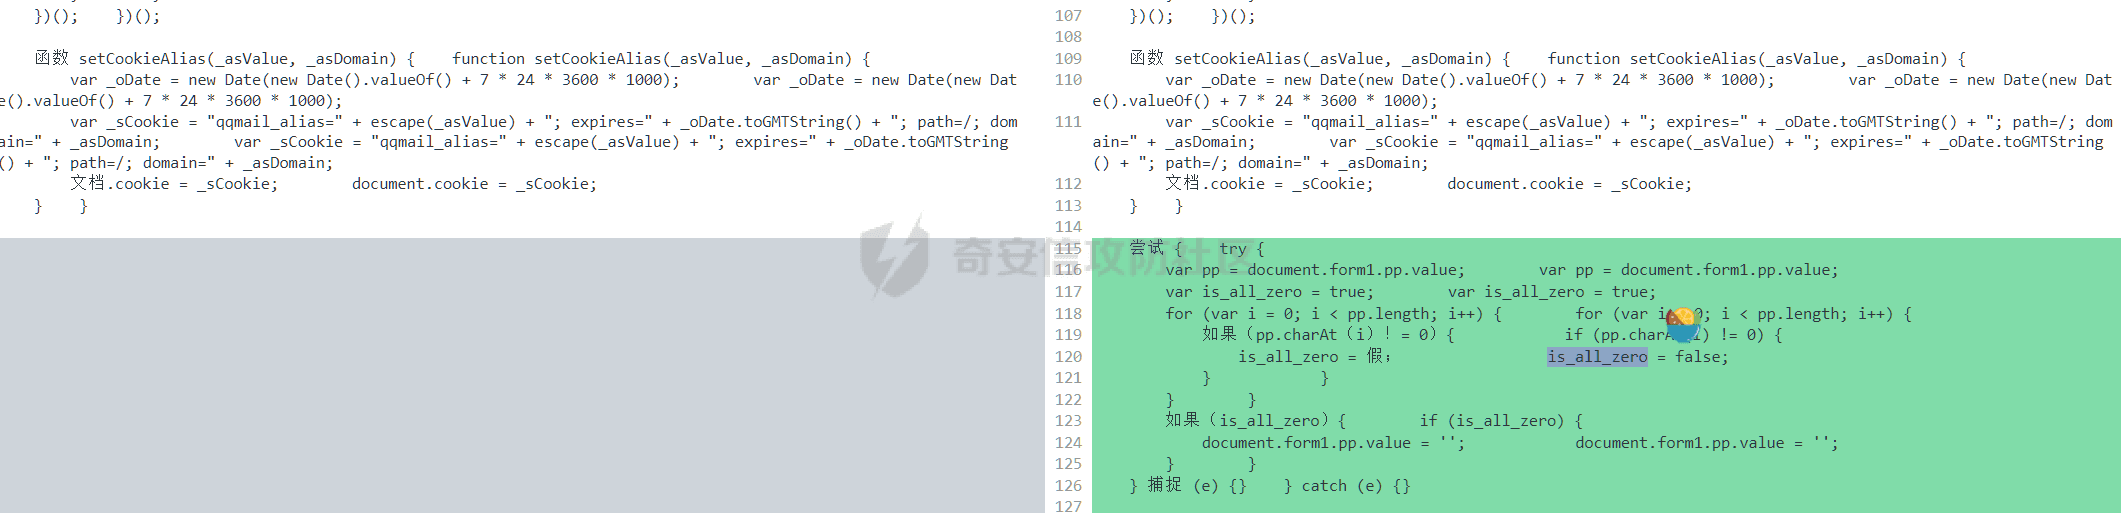 })();    })();
函数 setCookieAlias(_asValue, _asDomain) {    function setCookieAlias(_asValue, _asDomain) {
var _oDate = new Date(new Date().valueOf() + 7 * 24 * 3600 * 1000);        var _oDate = new Date(new Dat
e().valueOf() + 7 * 24 * 3600 * 1000);
var _sCookie = "qqmail_alias=" + escape(_asValue) + "; expires=" + _oDate.toGMTString() + "; path=/; dom
ain=" + _asDomain;        var _sCookie = "qqmail_alias=" + escape(_asValue) + "; expires=" + _oDate.toGMTString
() + "; path=/; domain=" + _asDomain;
文档.cookie = _sCookie;        document.cookie = _sCookie;
}    }
107    })();    })();
108
109    函数 setCookieAlias(_asValue, _asDomain) {    function setCookieAlias(_asValue, _asDomain) {
110        var _oDate = new Date(new Date().valueOf() + 7 * 24 * 3600 * 1000);        var _oDate = new Date(new Dat
e().valueOf() + 7 * 24 * 3600 * 1000);
111        var _sCookie = "qqmail_alias=" + escape(_asValue) + "; expires=" + _oDate.toGMTString() + "; path=/; dom
ain=" + _asDomain;        var _sCookie = "qqmail_alias=" + escape(_asValue) + "; expires=" + _oDate.toGMTString
() + "; path=/; domain=" + _asDomain;
112        文档.cookie = _sCookie;        document.cookie = _sCookie;
113    }    }
114
115    尝试 {    try {
116        var pp = document.form1.pp.value;        var pp = document.form1.pp.value;
117        var is_all_zero = true;        var is_all_zero = true;
118        for (var i = 0; i < pp.length; i++) {        for (var i 0; i < pp.length; i++) {
119            如果（pp.charAt（i）！= 0）{            if (pp.char i) != 0) {
120                is_all_zero = 假；                is_all_zero = false;
121            }            }
122        }        }
123        如果（is_all_zero）{        if (is_all_zero) {
124            document.form1.pp.value = '';            document.form1.pp.value = '';
125        }        }
126    } 捕捉 (e) {}    } catch (e) {}
127
奇安信攻防社区